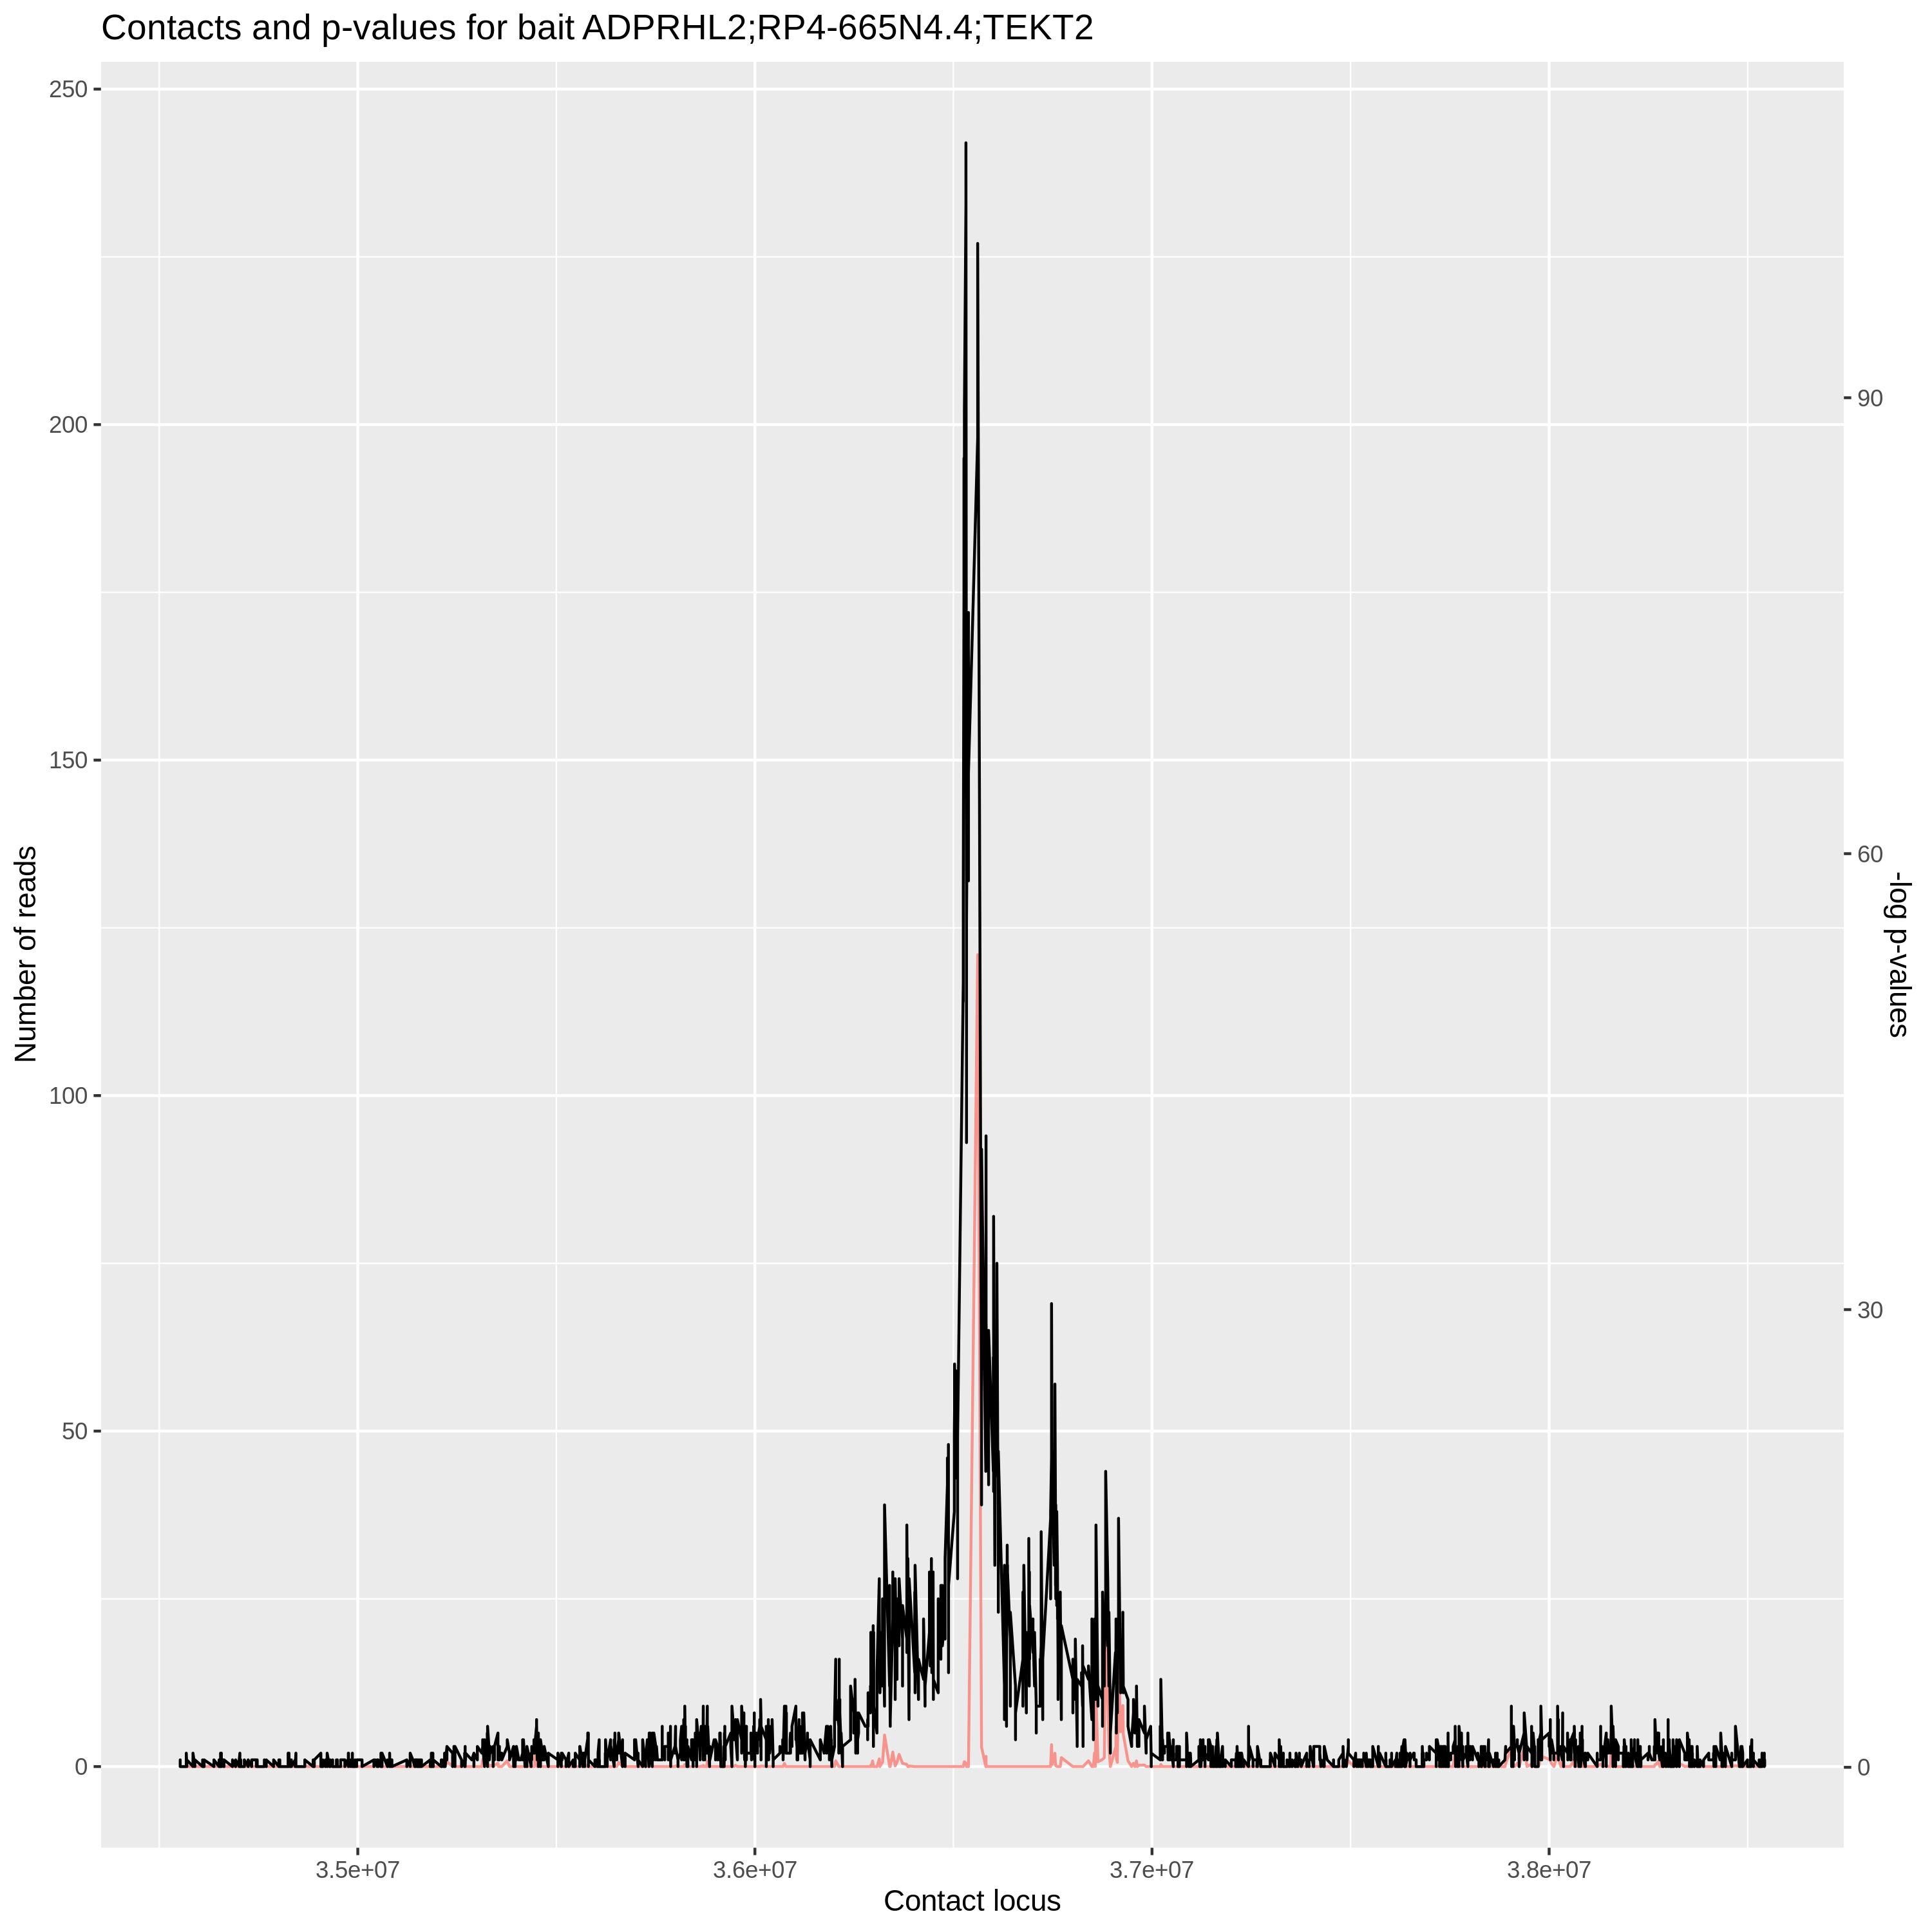 Contacts and p-values for bait ADPRHL2;RP4-665N4.4;TEKT2
250
200
150
100
50
0
Number of reads
90
60
30
0
-log p-values
3.5e+07 3.6e+07 3.7e+07 3.8e+07
Contact locus